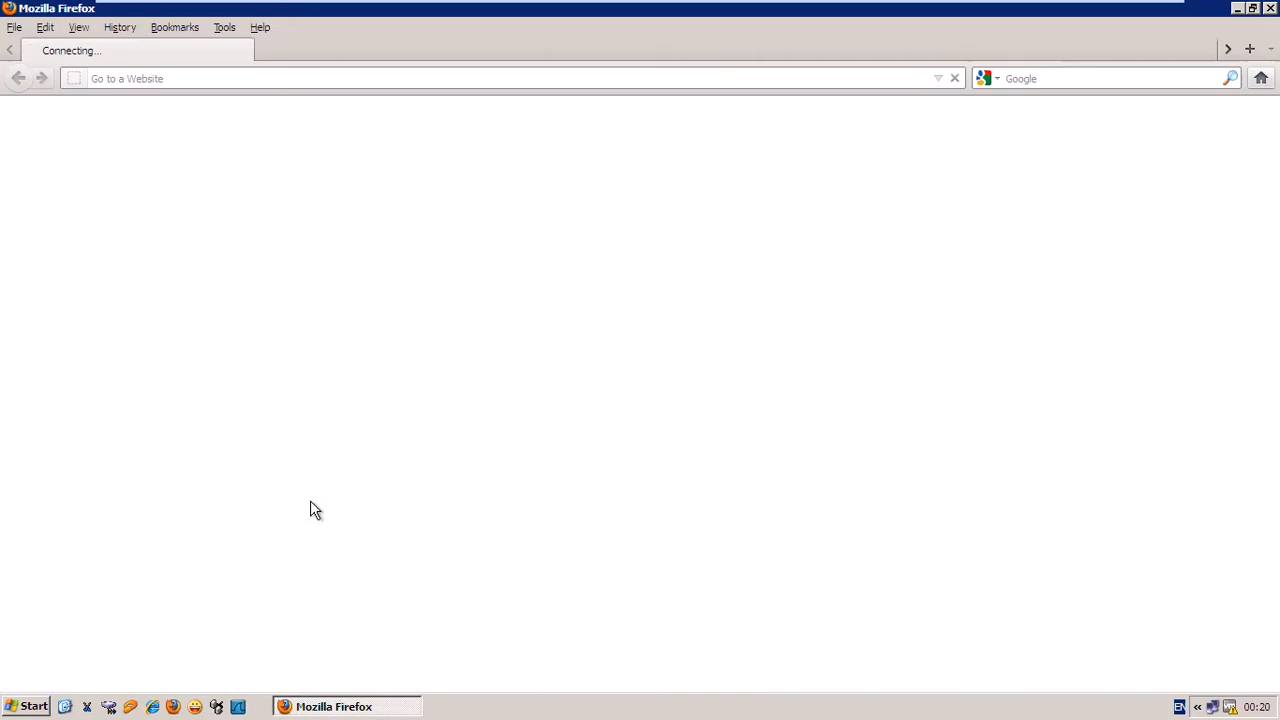 Mozilla Firefox
File Edit View History Bookmarks Tools Help
Connecting...
Go to a Website
Google
Start
Mozilla Firefox
EN
00:20